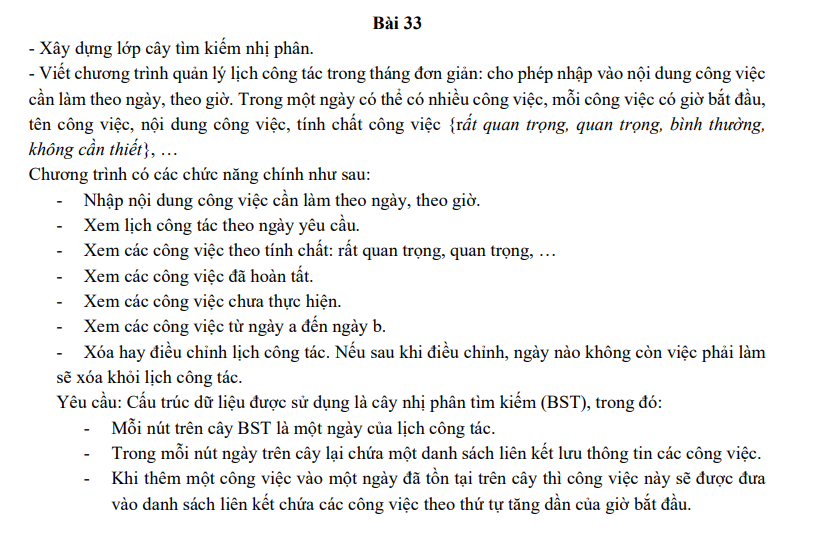 Bài 33
- Xây dựng lớp cây tìm kiếm nhị phân.
- Viết chương trình quản lý lịch công tác trong tháng đơn giản: cho phép nhập vào nội dung công việc
cần làm theo ngày, theo giờ. Trong một ngày có thể có nhiều công việc, mỗi công việc có giờ bắt đầu,
tên công việc, nội dung công việc, tính chất công việc {rất quan trọng, quan trọng, bình thường,
không cần thiết}, …
Chương trình có các chức năng chính như sau:
- Nhập nội dung công việc cần làm theo ngày, theo giờ.
- Xem lịch công tác theo ngày yêu cầu.
- Xem các công việc theo tính chất: rất quan trọng, quan trọng, …
- Xem các công việc đã hoàn tất.
- Xem các công việc chưa thực hiện.
- Xem các công việc từ ngày a đến ngày b.
- Xóa hay điều chỉnh lịch công tác. Nếu sau khi điều chỉnh, ngày nào không còn việc phải làm
sẽ xóa khỏi lịch công tác.
Yêu cầu: Cấu trúc dữ liệu được sử dụng là cây nhị phân tìm kiếm (BST), trong đó:
- Mỗi nút trên cây BST là một ngày của lịch công tác.
- Trong mỗi nút ngày trên cây lại chứa một danh sách liên kết lưu thông tin các công việc.
- Khi thêm một công việc vào một ngày đã tồn tại trên cây thì công việc này sẽ được đưa
vào danh sách liên kết chứa các công việc theo thứ tự tăng dần của giờ bắt đầu.